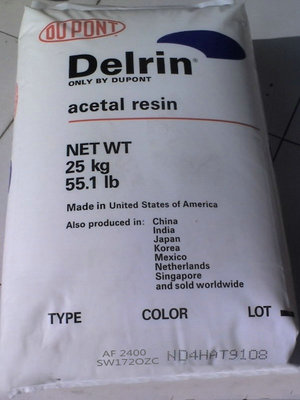 DUPONT
Delrin®
ONLY BY DUPONT
acetal resin
NET WT
25 kg
55.1 lb
Made in United States of America
Also produced in: China
India
Japan
Korea
Mexico
Netherlands
Singapore
and sold worldwide
TYPE COLOR LOT
AF 2400 ND4HAT9108
SW172OZC